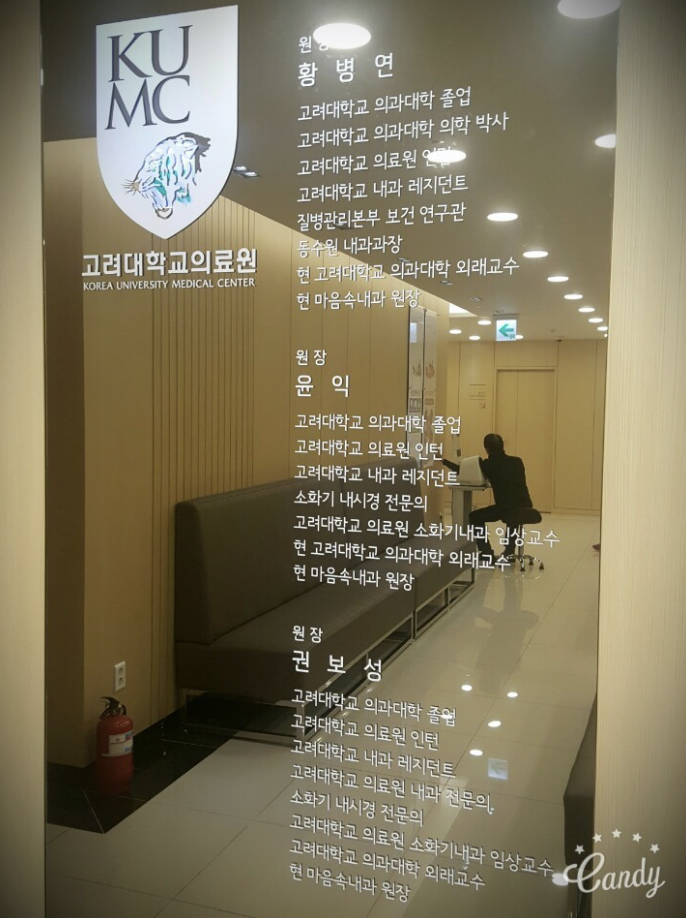 KU
MC
고려대학교의료원
KOREA UNIVERSITY MEDICAL CENTER
원장
황병연
고려대학교 의과대학 졸업
고려대학교 의과대학 의학 박사
고려대학교 의료원 인턴
고려대학교 내과 레지던트
질병관리본부 보건 연구관
동수원 내과과장
현 고려대학교 의과대학 외래교수
현 마음속내과 원장
원장
윤익
고려대학교 의과대학 졸업
고려대학교 의료원 인턴
고려대학교 내과 레지던트
소화기 내시경 전문의
고려대학교 의료원 소화기내과 임상교수
현 고려대학교 의과대학 외래교수
현 마음속내과 원장
원장
권보성
고려대학교 의과대학 졸업
고려대학교 의료원 인턴
고려대학교 내과 레지던트
고려대학교 의료원 내과 전문의
소화기 내시경 전문의
고려대학교 의료원 소화기내과 임상교수
고려대학교 의과대학 외래교수
현 마음속내과 원장
Candy